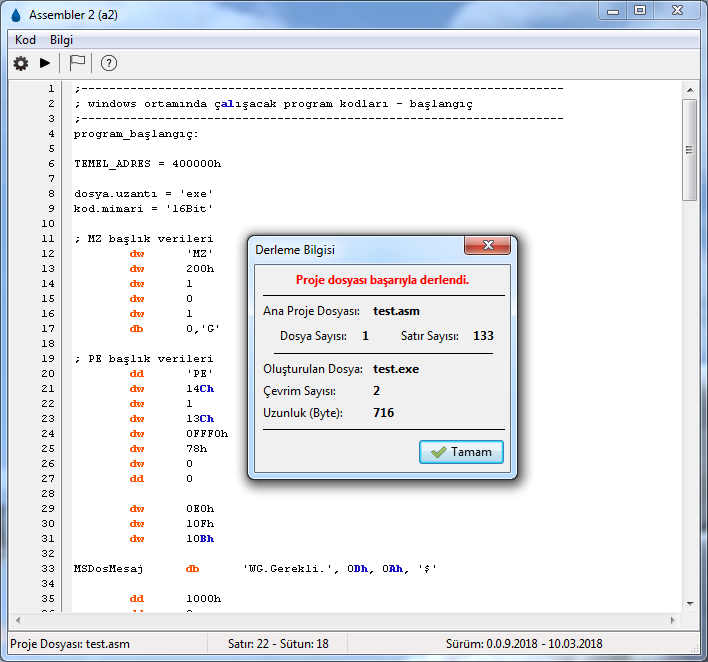 Assembler 2 (a2)
Kod Bilgi
1 ;---------------------------------------------------------------------
2 ; windows ortamında çalışacak program kodları - başlangıç
3 ;---------------------------------------------------------------------
4 program_başlangıç:
5
6 TEMEL_ADRES = 400000h
7
8 dosya.uzantı = 'exe'
9 kod.mimari = '16Bit'
10
11 ; MZ başlık verileri
12 dw 'MZ'
13 dw 200h
14 dw 1
15 dw 0
16 dw 1
17 db 0,'G'
18
19 ; PE başlık verileri
20 dd 'PE'
21 dw 14Ch
22 dw 1
23 dw 13Ch
24 dw 0FFF0h
25 dw 78h
26 dw 0
27 dd 0
28
29 dw 0E0h
30 dw 10Fh
31 dw 10Bh
32
33 MSDosMesaj db 'WG.Gerekli.', 0Dh, 0Ah, '$'
34
35 dd 1000h
Derleme Bilgisi
Proje dosyası başarıyla derlendi.
Ana Proje Dosyası: test.asm
Dosya Sayısı: 1 Satır Sayısı: 133
Oluşturulan Dosya: test.exe
Çevrim Sayısı: 2
Uzunluk (Byte): 716
Tamam
Proje Dosyası: test.asm Satır: 22 - Sütun: 18 Sürüm: 0.0.9.2018 - 10.03.2018